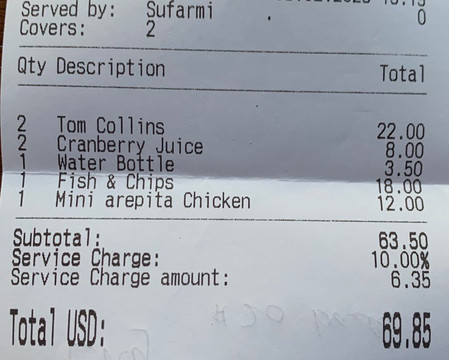 Served by: Sufarmi
0
Covers: 2
Qty Description Total
2 Tom Collins 22.00
2 Cranberry Juice 8.00
1 Water Bottle 3.50
1 Fish & Chips 18.00
1 Mini arepita Chicken 12.00
Subtotal: 63.50
Service Charge: 10.00%
Service Charge amount: 6.35
Total USD: 69.85